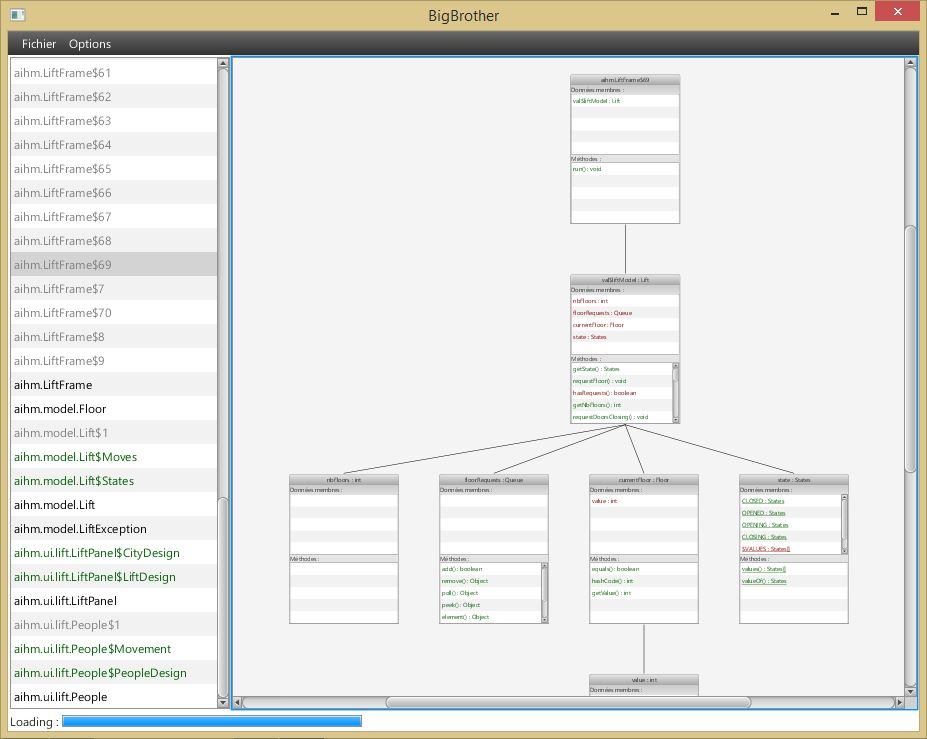 BigBrother
Fichier Options
aihm.LiftFrame$61
aihm.LiftFrame$62
aihm.LiftFrame$63
aihm.LiftFrame$64
aihm.LiftFrame$65
aihm.LiftFrame$66
aihm.LiftFrame$67
aihm.LiftFrame$68
aihm.LiftFrame$69
aihm.LiftFrame$7
aihm.LiftFrame$70
aihm.LiftFrame$8
aihm.LiftFrame$9
aihm.LiftFrame
aihm.model.Floor
aihm.model.Lift$1
aihm.model.Lift$Moves
aihm.model.Lift$States
aihm.model.Lift
aihm.model.LiftException
aihm.ui.lift.LiftPanel$CityDesign
aihm.ui.lift.LiftPanel$LiftDesign
aihm.ui.lift.LiftPanel
aihm.ui.lift.People$1
aihm.ui.lift.People$Movement
aihm.ui.lift.People$PeopleDesign
aihm.ui.lift.People
aihm.LiftFrame$69
Données membres :
val$liftModel : Lift
Méthodes :
run() : void
val$liftModel : Lift
Données membres :
nbFloors : int
floorRequests : Queue
currentFloor : Floor
state : States
Méthodes :
getState() : States
requestFloor() : void
hasRequests() : boolean
getNbFloors() : int
requestDoorsClosing() : void
nbFloors : int
Données membres :
Méthodes :
floorRequests : Queue
Données membres :
Méthodes :
add() : boolean
remove() : Object
poll() : Object
peek() : Object
element() : Object
currentFloor : Floor
Données membres :
value : int
Méthodes :
equals() : boolean
hashCode() : int
getValue() : int
state : States
Données membres :
CLOSED : States
OPENED : States
OPENING : States
CLOSING : States
$VALUES : States[]
Méthodes :
values() : States[]
valueOf() : States
value : int
Données membres :
Loading :